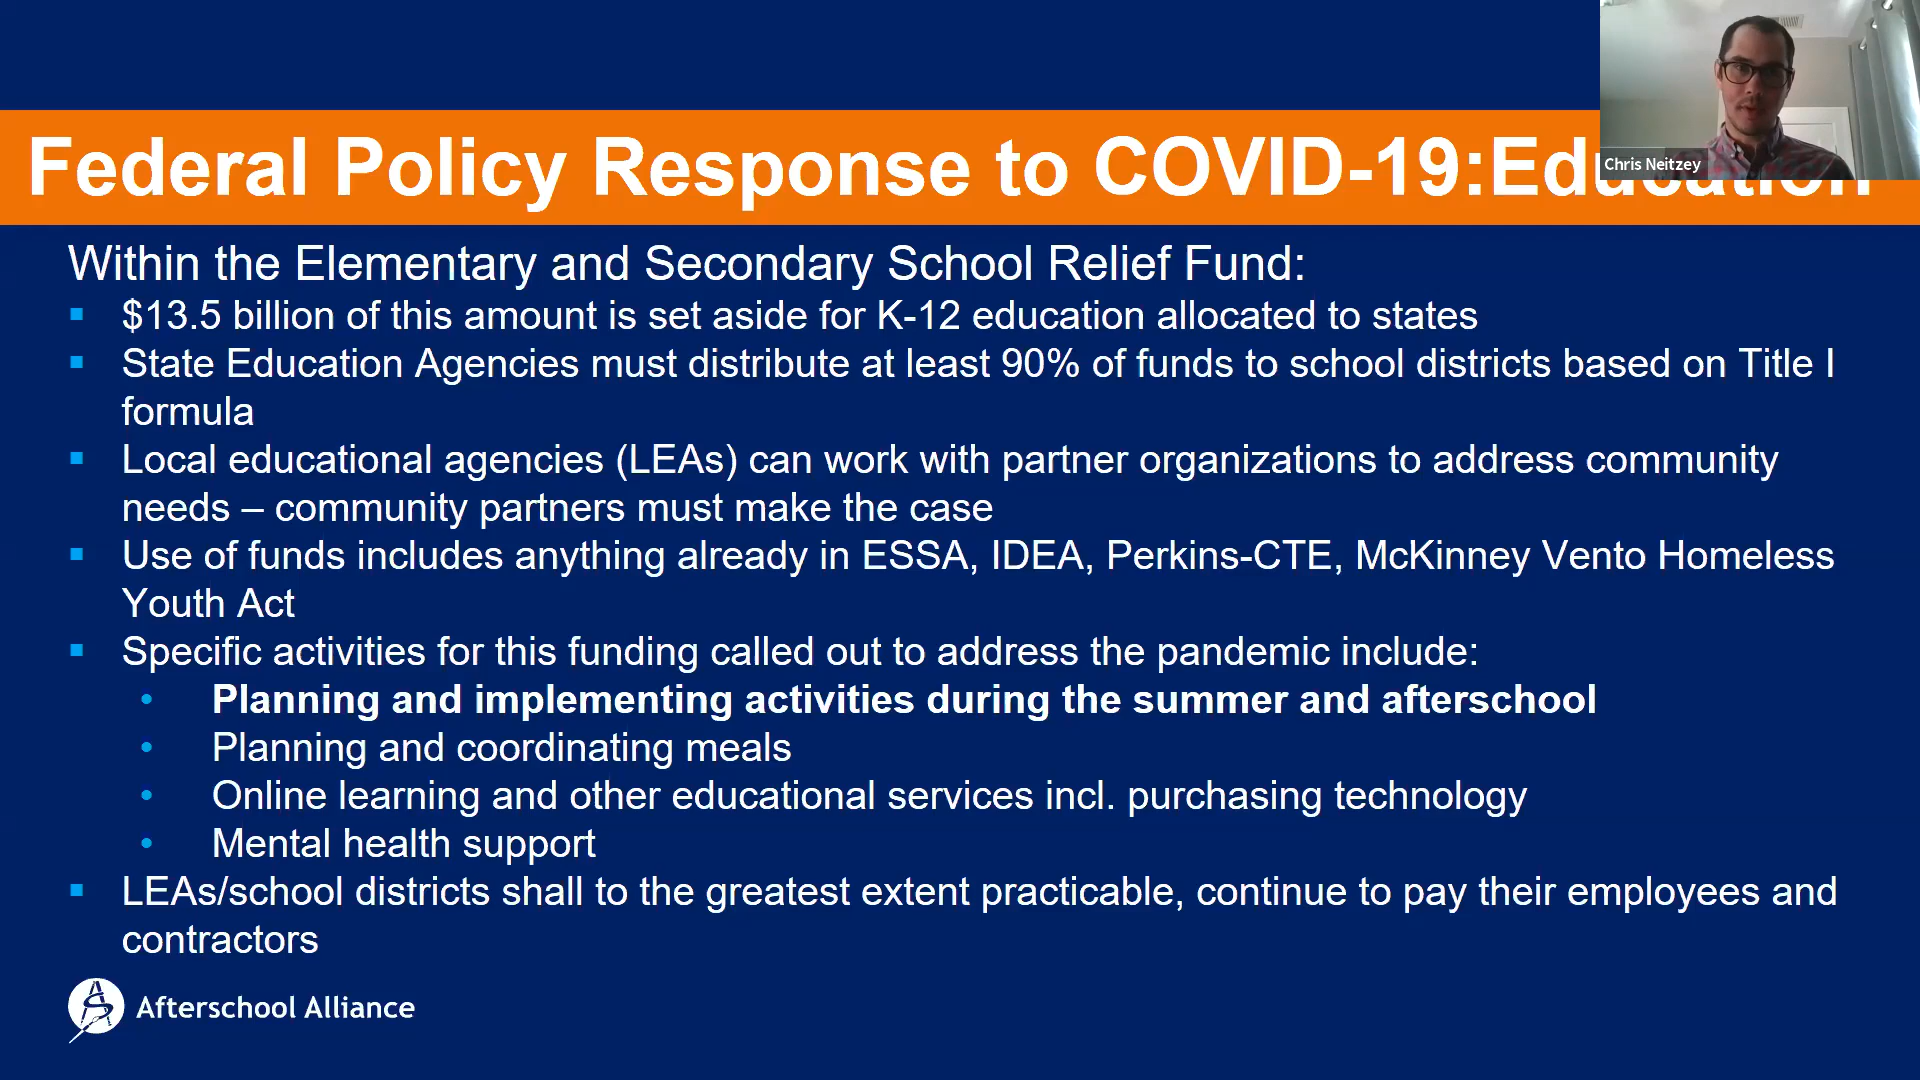 Federal Policy Response to COVID-19:Education
Chris Neitzey
Within the Elementary and Secondary School Relief Fund:
$13.5 billion of this amount is set aside for K-12 education allocated to states
State Education Agencies must distribute at least 90% of funds to school districts based on Title I
formula
Local educational agencies (LEAs) can work with partner organizations to address community
needs – community partners must make the case
Use of funds includes anything already in ESSA, IDEA, Perkins-CTE, McKinney Vento Homeless
Youth Act
Specific activities for this funding called out to address the pandemic include:
Planning and implementing activities during the summer and afterschool
Planning and coordinating meals
Online learning and other educational services incl. purchasing technology
Mental health support
LEAs/school districts shall to the greatest extent practicable, continue to pay their employees and
contractors
Afterschool Alliance